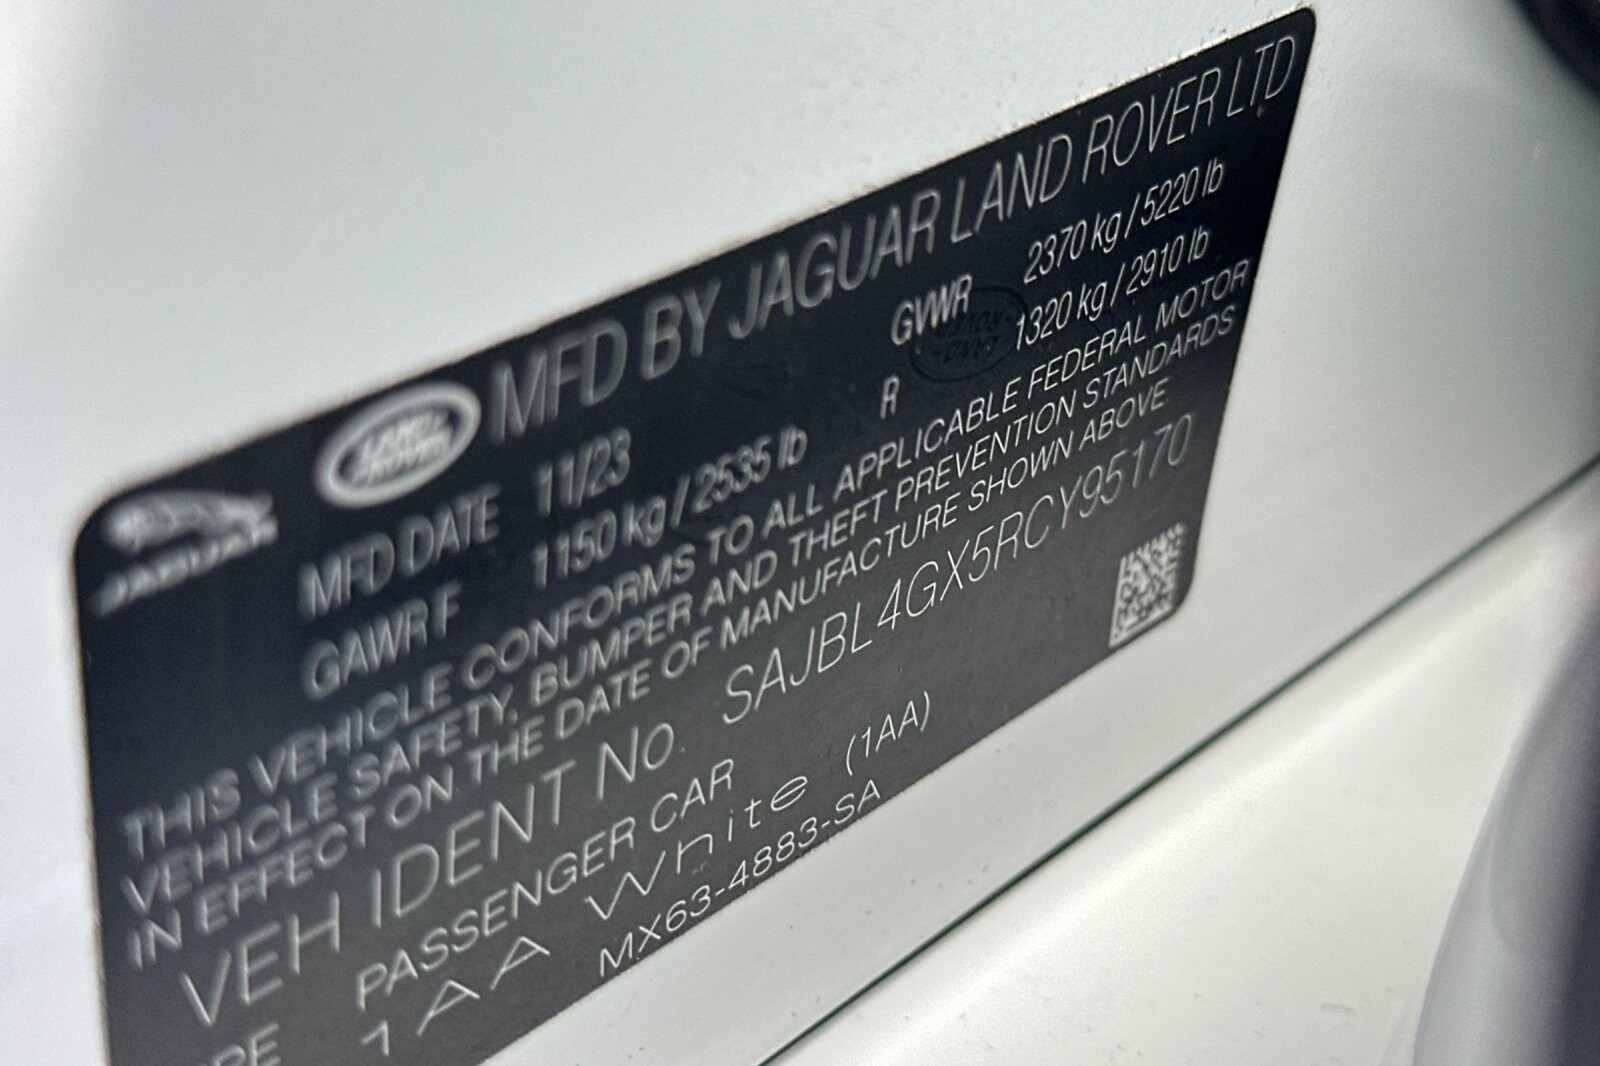 JAGUAR
LAND ROVER
MFD BY JAGUAR LAND ROVER LTD
MFD DATE 11/23 GVWR 2370 kg / 5220 lb
GAWR F 1150 kg / 2535 lb R 1320 kg / 2910 lb
THIS VEHICLE CONFORMS TO ALL APPLICABLE FEDERAL MOTOR
VEHICLE SAFETY, BUMPER AND THEFT PREVENTION STANDARDS
IN EFFECT ON THE DATE OF MANUFACTURE SHOWN ABOVE
VEH IDENT No. SAJBL4GX5RCY95170
PASSENGER CAR
1AA White (1AA)
MX63-4883-SA